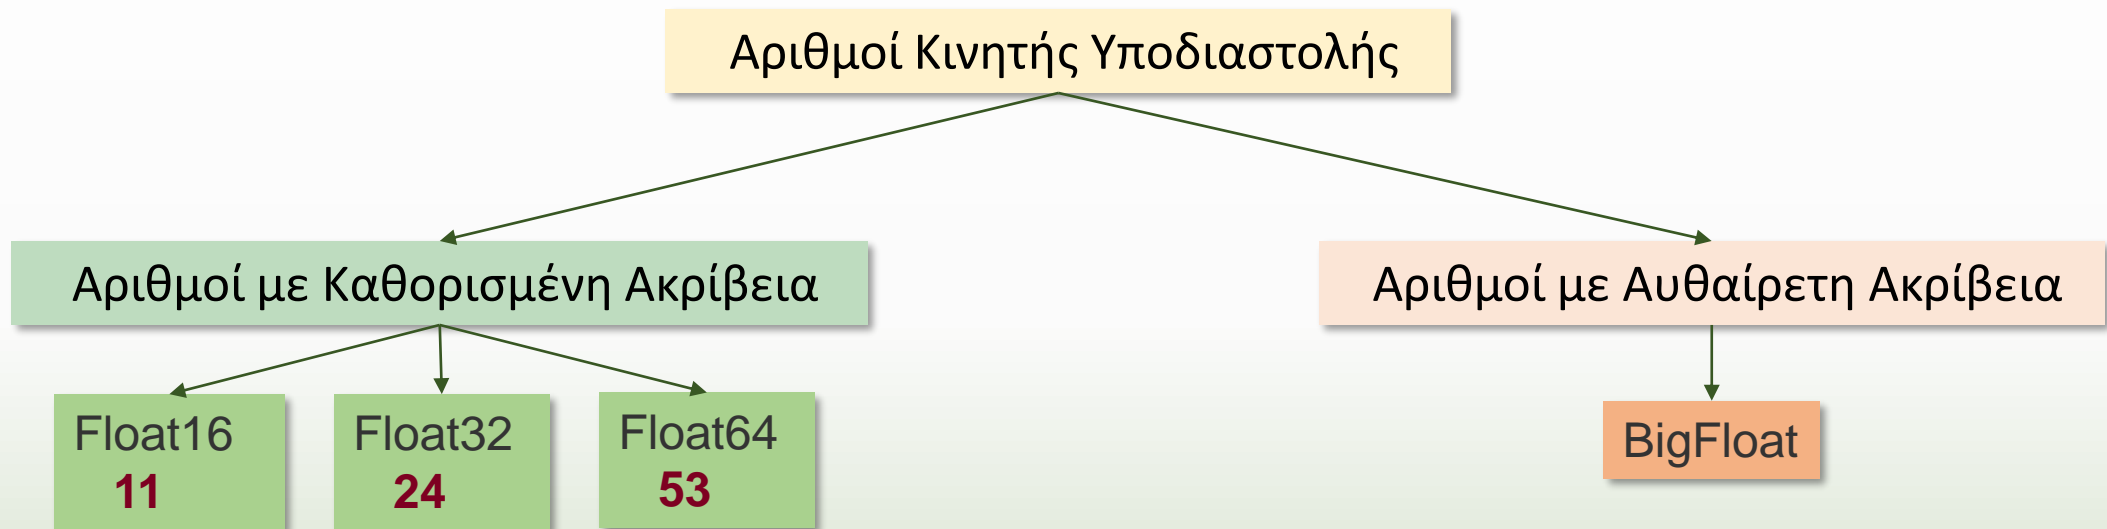 Αριθμοί Κινητής Υποδιαστολής
Αριθμοί με Καθορισμένη Ακρίβεια
Αριθμοί με Αυθαίρετη Ακρίβεια
Float16
11
Float32
24
Float64
53
BigFloat